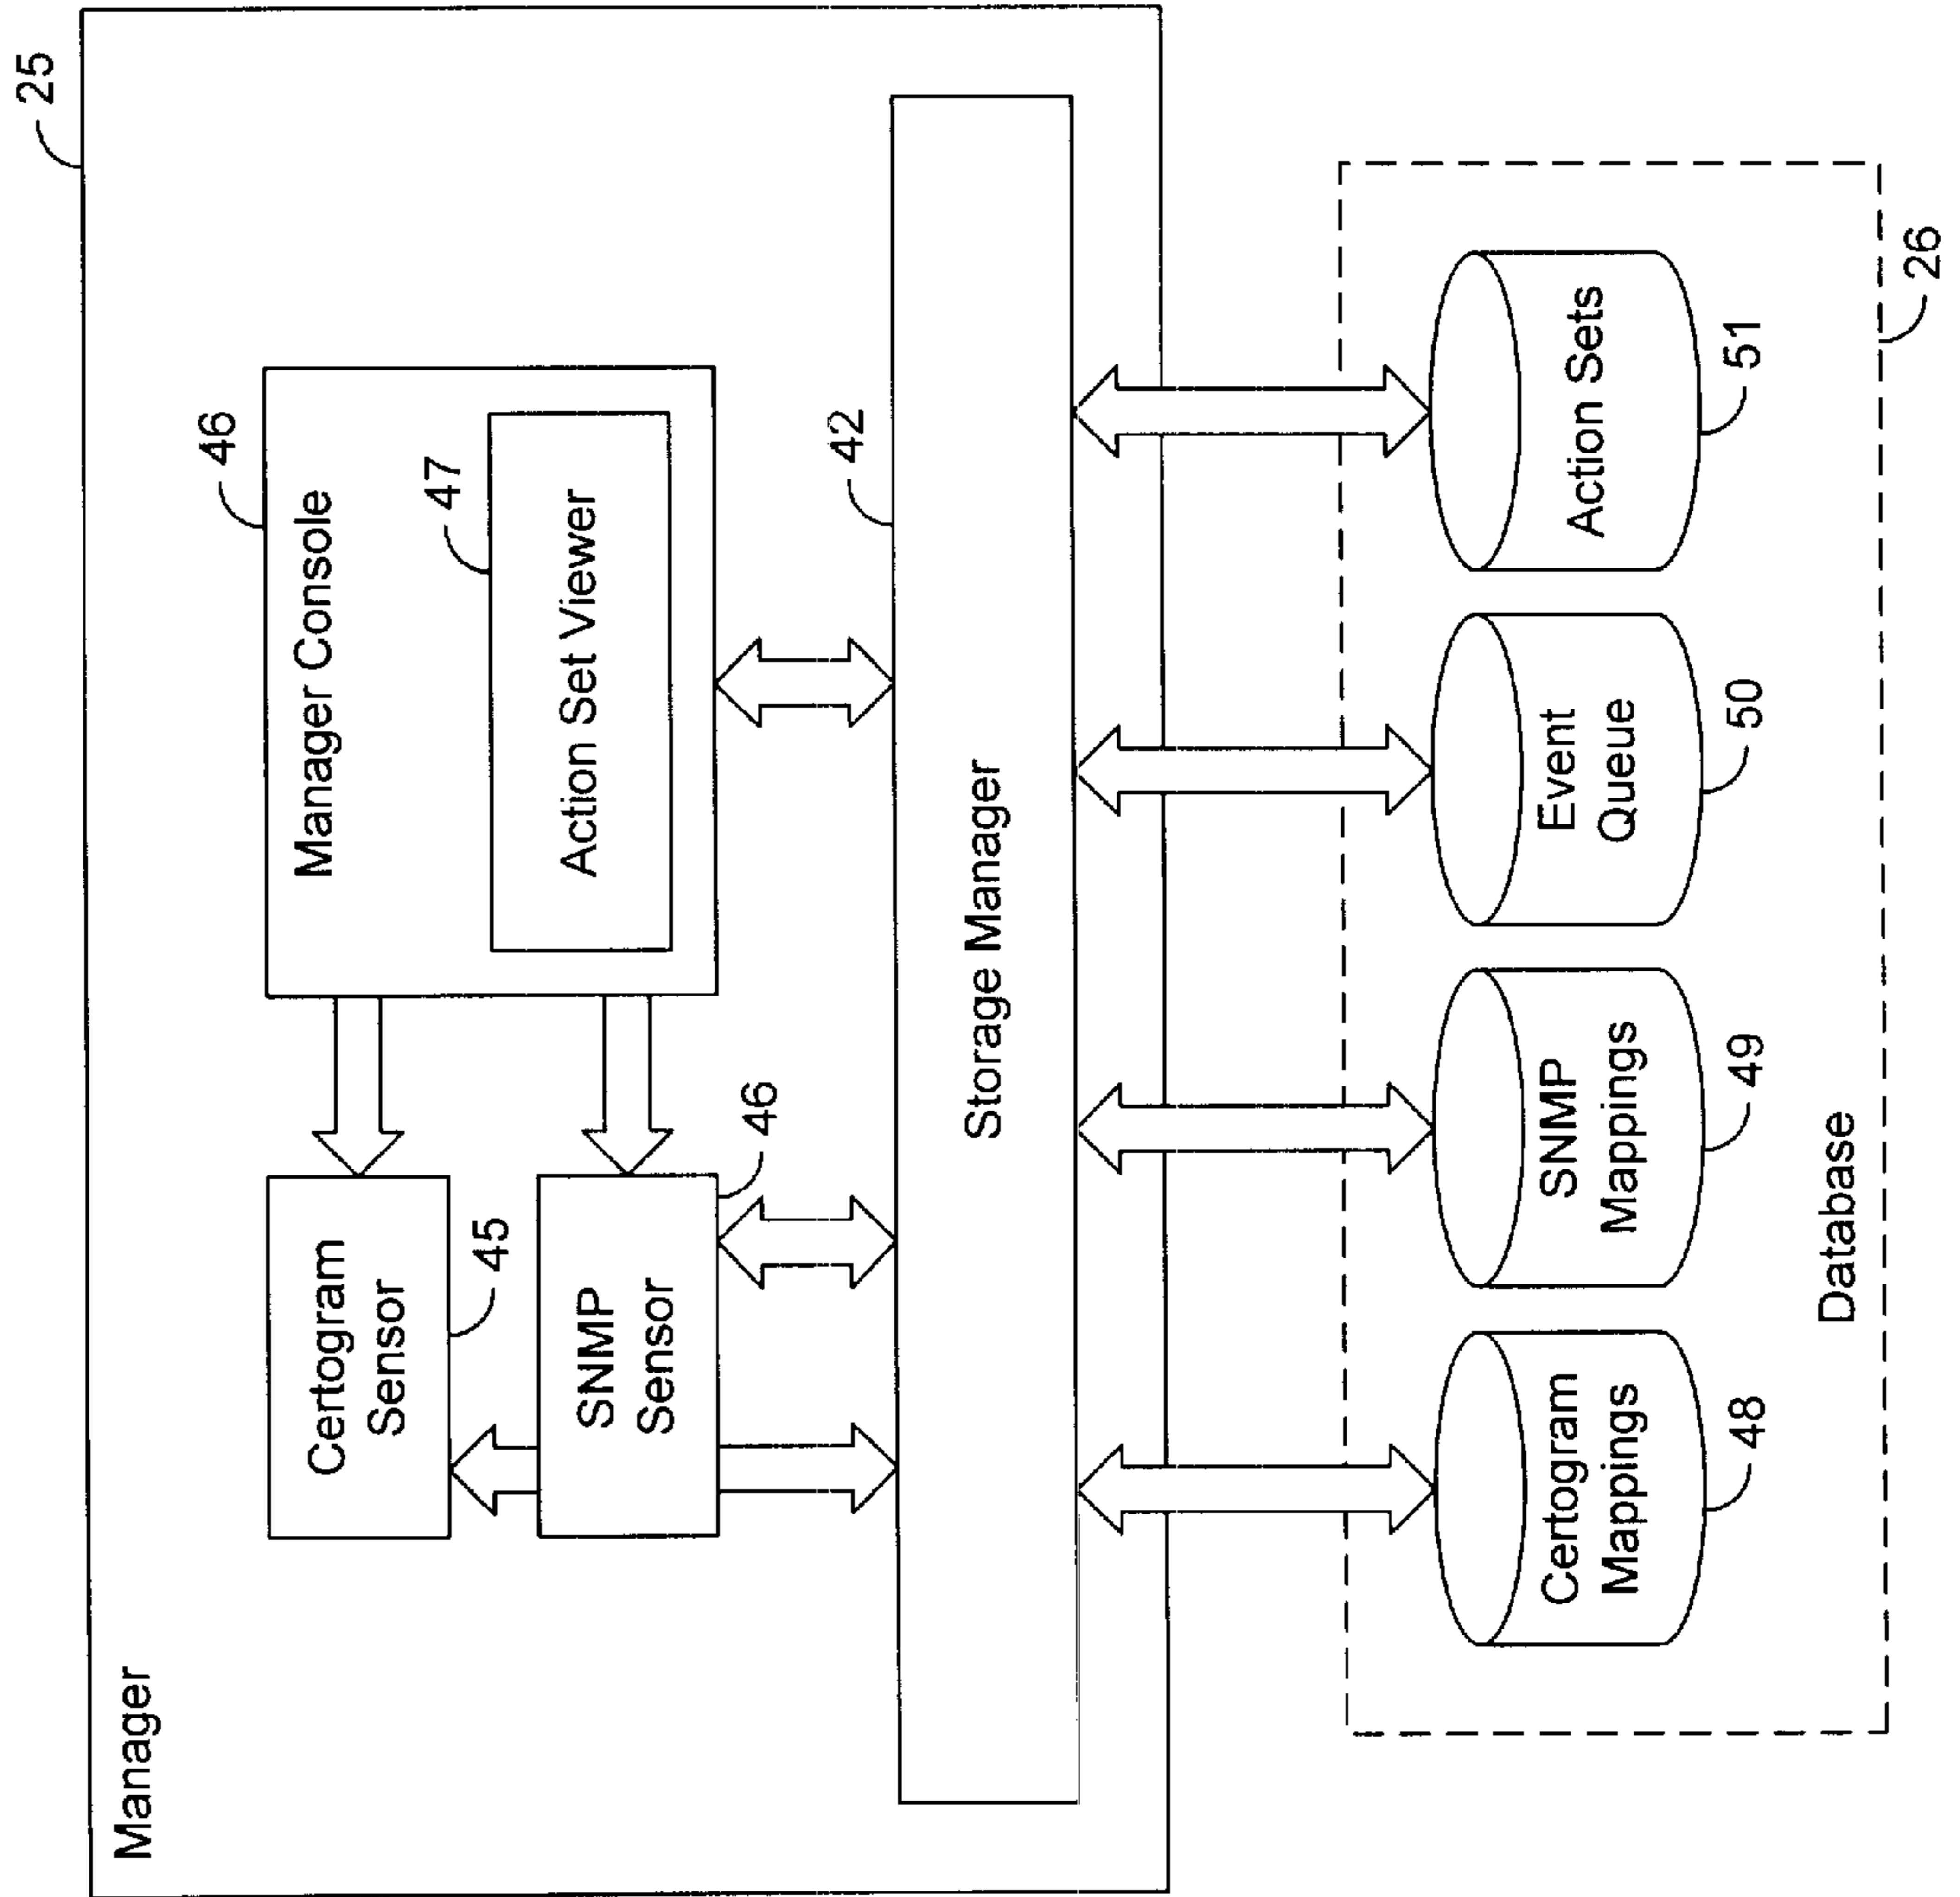 25
Manager
46
Manager Console
47
Action Set Viewer
Certogram
Sensor
45
SNMP
Sensor
46
42
Storage Manager
Certogram
Mappings
48
SNMP
Mappings
49
Event
Queue
50
Action Sets
51
Database
26